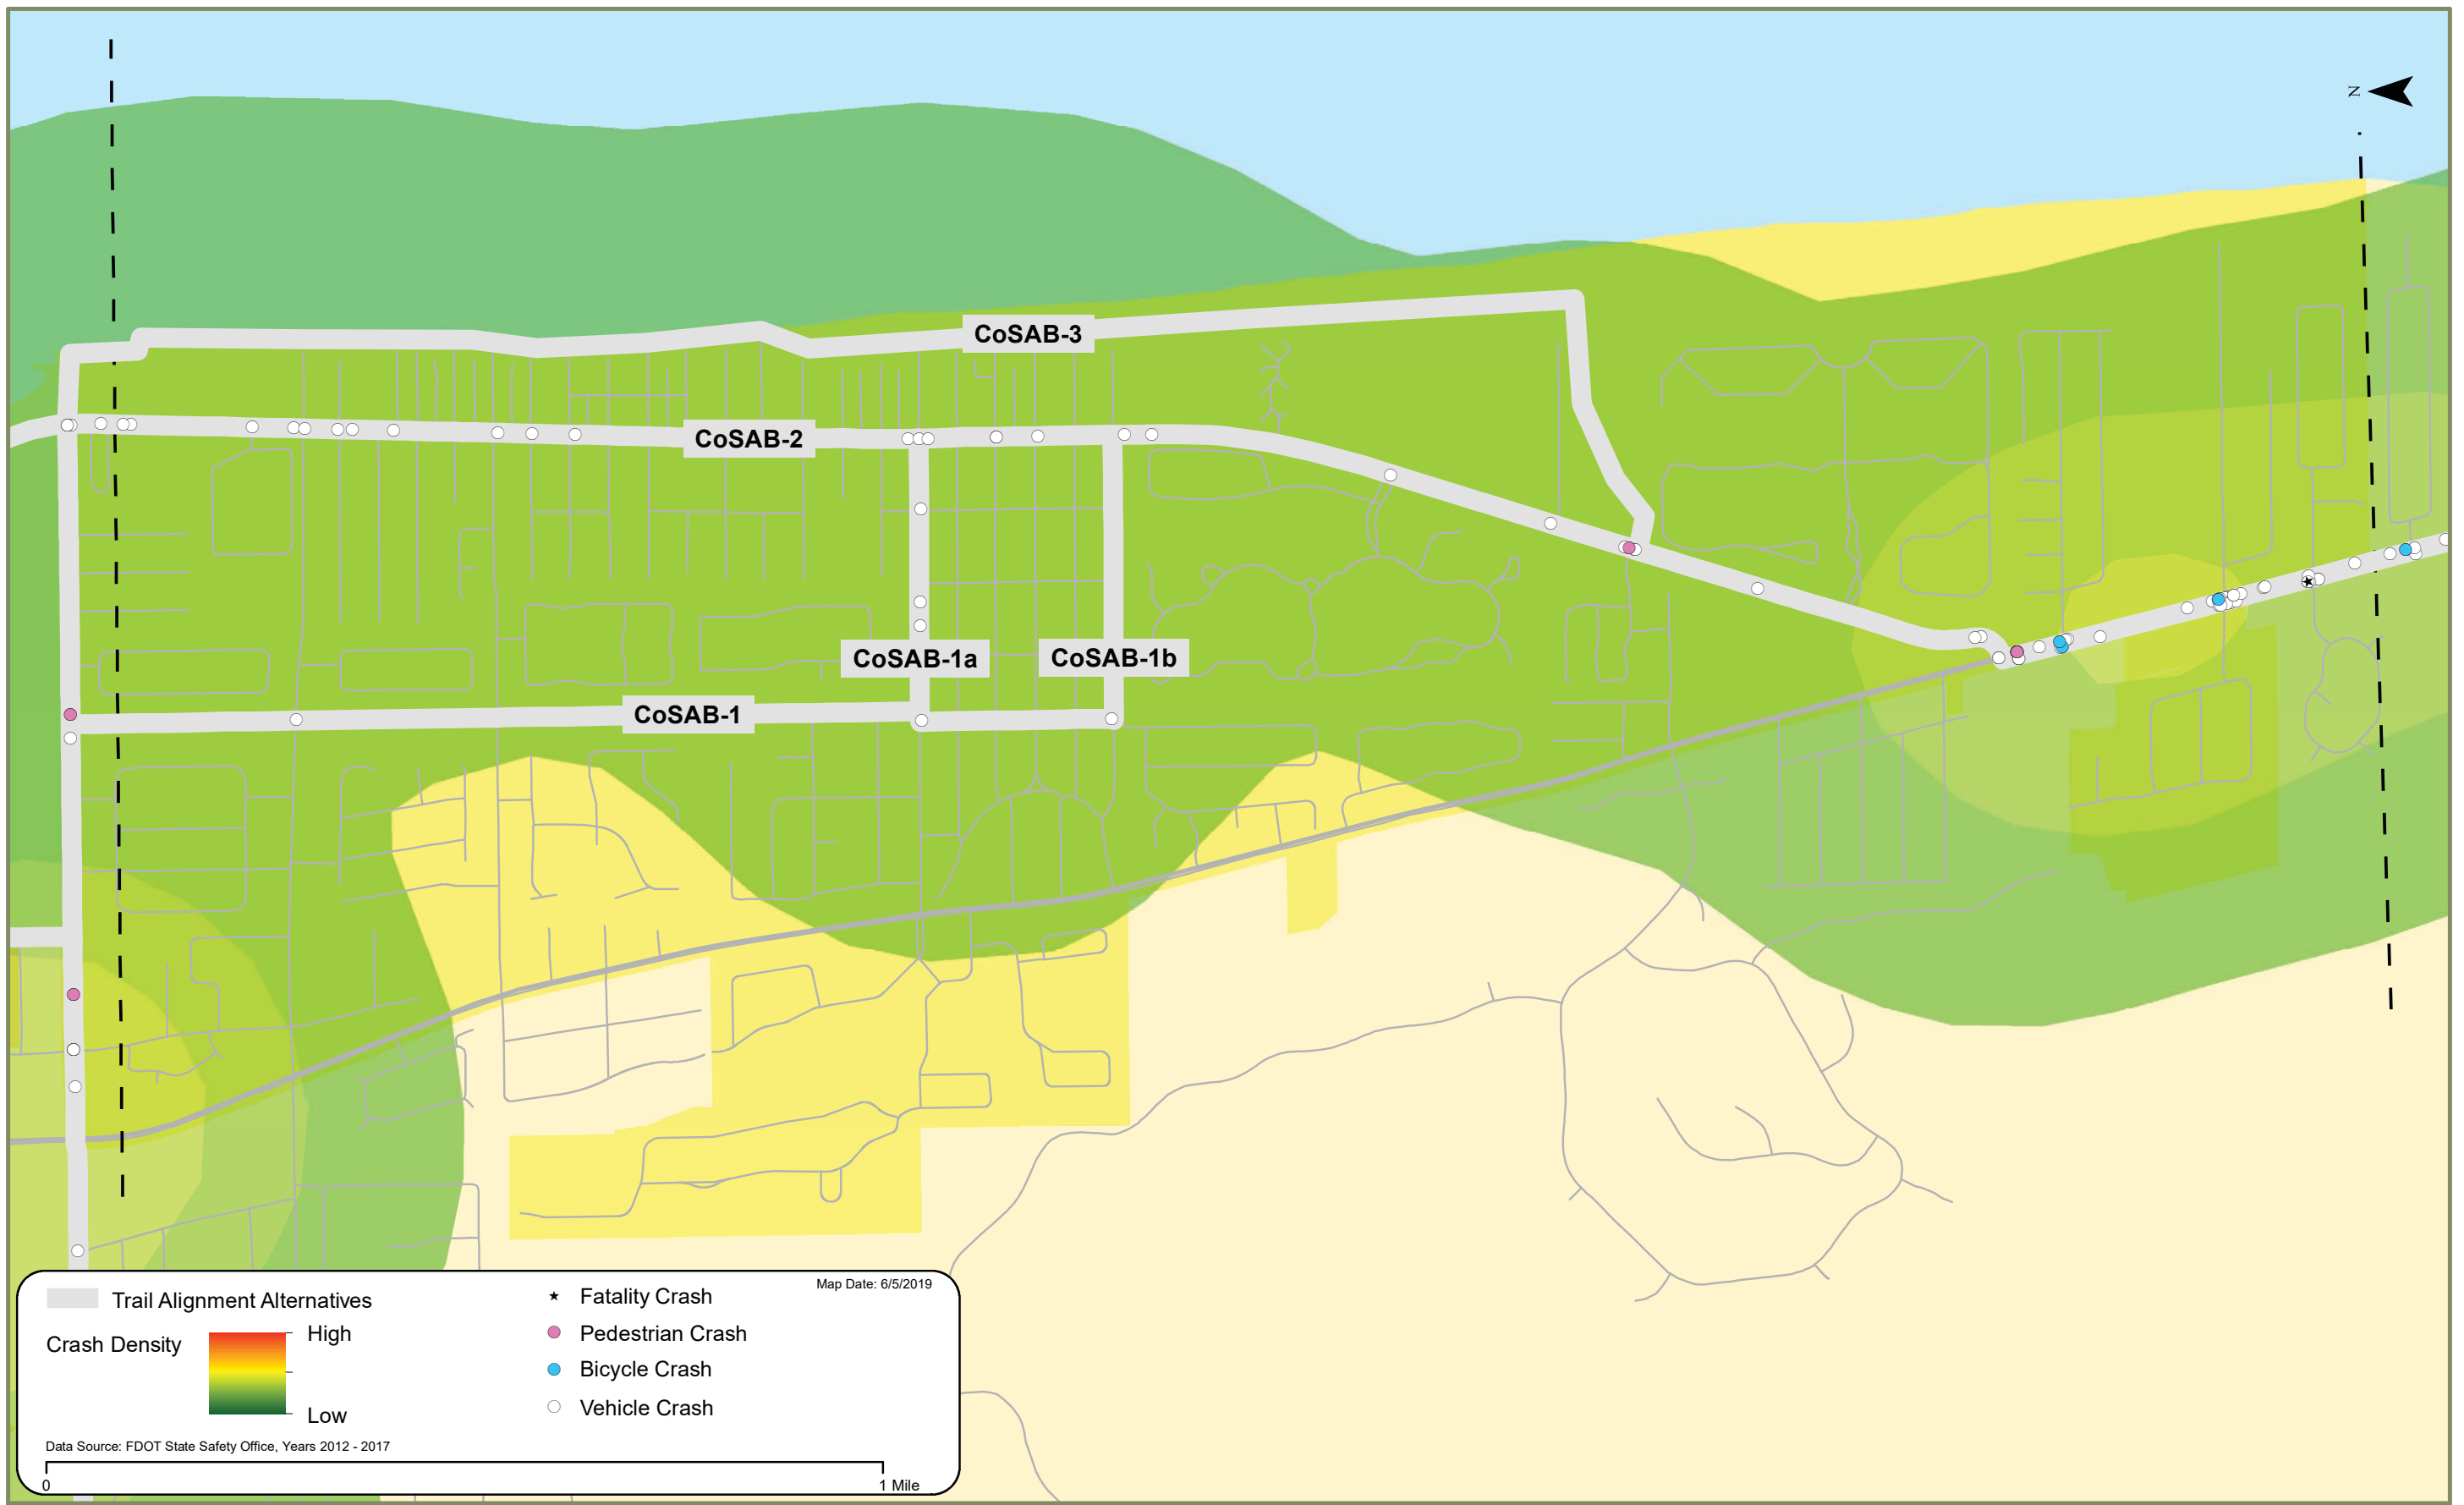 N
CoSAB-3
CoSAB-2
CoSAB-1a
CoSAB-1b
CoSAB-1
Map Date: 6/5/2019
Trail Alignment Alternatives
Crash Density
High
Low
Fatality Crash
Pedestrian Crash
Bicycle Crash
Vehicle Crash
Data Source: FDOT State Safety Office, Years 2012 - 2017
0
1 Mile